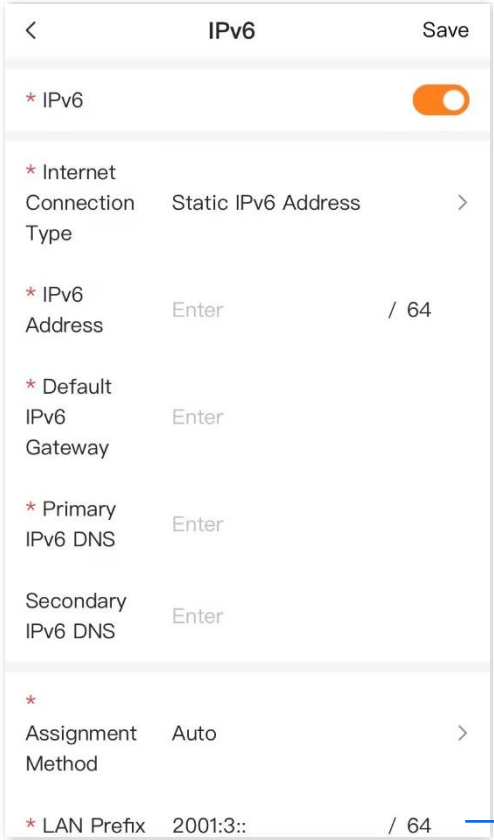 IPv6 Save
* IPv6
* Internet
Connection Static IPv6 Address
Type
* IPv6
Address Enter / 64
* Default
IPv6 Enter
Gateway
* Primary
IPv6 DNS Enter
Secondary
IPv6 DNS Enter
*
Assignment Auto
Method
* LAN Prefix 2001:3:: / 64